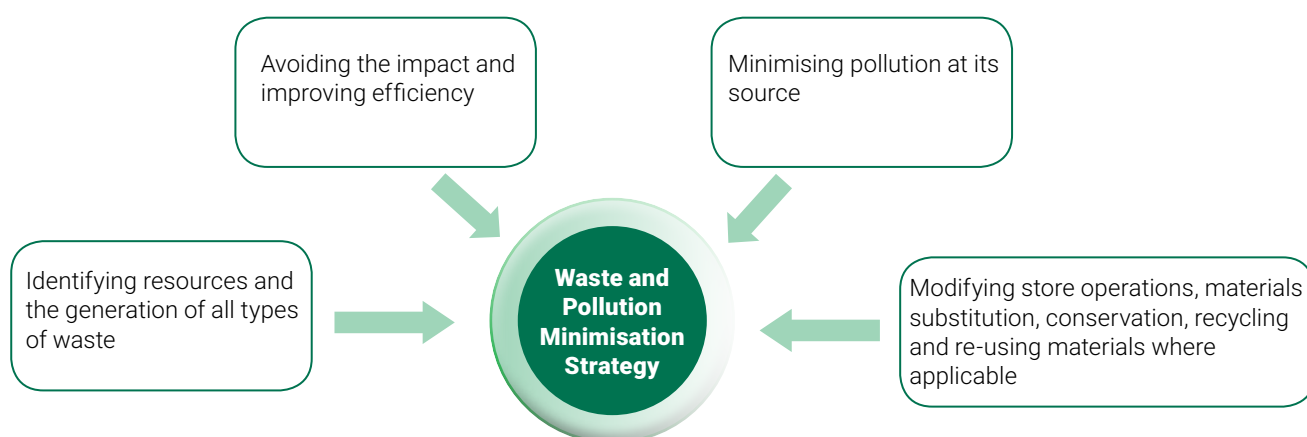 Avoiding the impact and
improving efficiency
Minimising pollution at its
source
Identifying resources and
the generation of all types
of waste
Waste and
Pollution
Minimisation
Strategy
Modifying store operations, materials
substitution, conservation, recycling
and re-using materials where
applicable